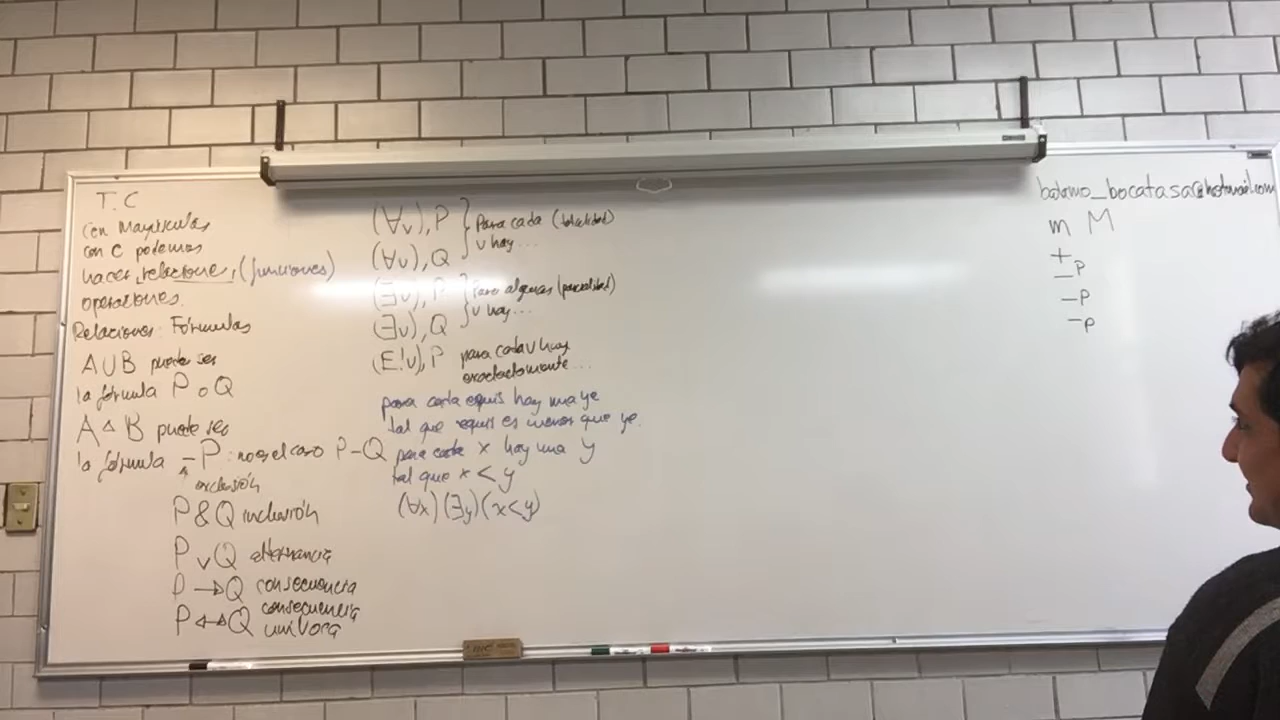 T.C
con Mayúsculas
con C podemos
hacer relaciones, (funciones)
operaciones.
Relaciones: Fórmulas
A∪B puede ser
la fórmula P o Q
A Δ B puede ser
la fórmula –P: no es el caso P–Q
exclusión
P&Q inclusión
P∨Q alternancia
P→Q consecuencia
P↔Q consecuencia
unívoca
(∀v), P
(∀v), Q
Para cada (totalidad)
v hay...
(∃v), P
(∃v), Q
Para algunas (parcialidad)
v hay...
(E!v), P para cada v hay
exactamente...
para cada equis hay una ye
tal que equis es menor que ye.
para cada x hay una y
tal que x < y
(∀x)(∃y)(x<y)
m M
+
–P
–P
–P